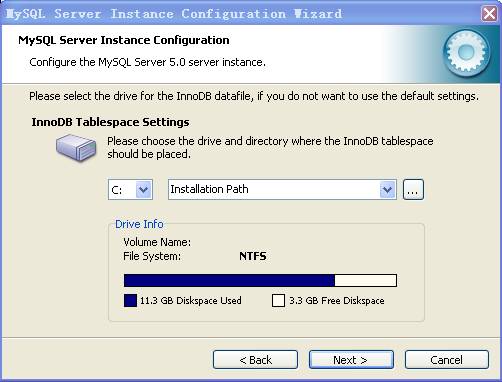 MySQL Server Instance Configuration Wizard
MySQL Server Instance Configuration
Configure the MySQL Server 5.0 server instance.
Please select the drive for the InnoDB datafile, if you do not want to use the default settings.
InnoDB Tablespace Settings
Please choose the drive and directory where the InnoDB tablespace
should be placed.
C: Installation Path ...
Drive Info
Volume Name:
File System: NTFS
11.3 GB Diskspace Used 3.3 GB Free Diskspace
< Back Next > Cancel